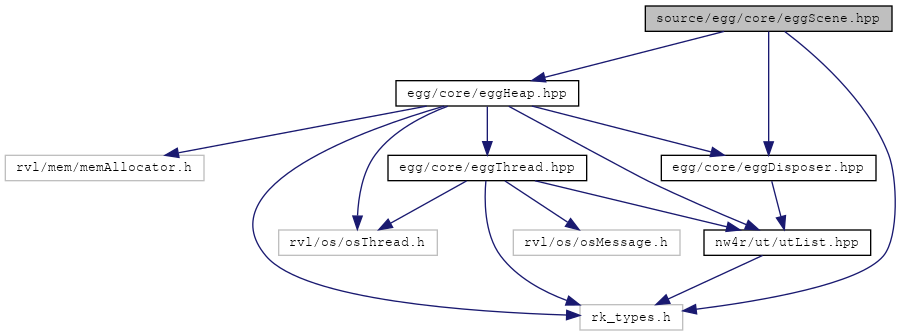 source/egg/core/eggScene.hpp
egg/core/eggHeap.hpp
rvl/mem/memAllocator.h
egg/core/eggThread.hpp
egg/core/eggDisposer.hpp
rvl/os/osThread.h
rvl/os/osMessage.h
nw4r/ut/utList.hpp
rk_types.h